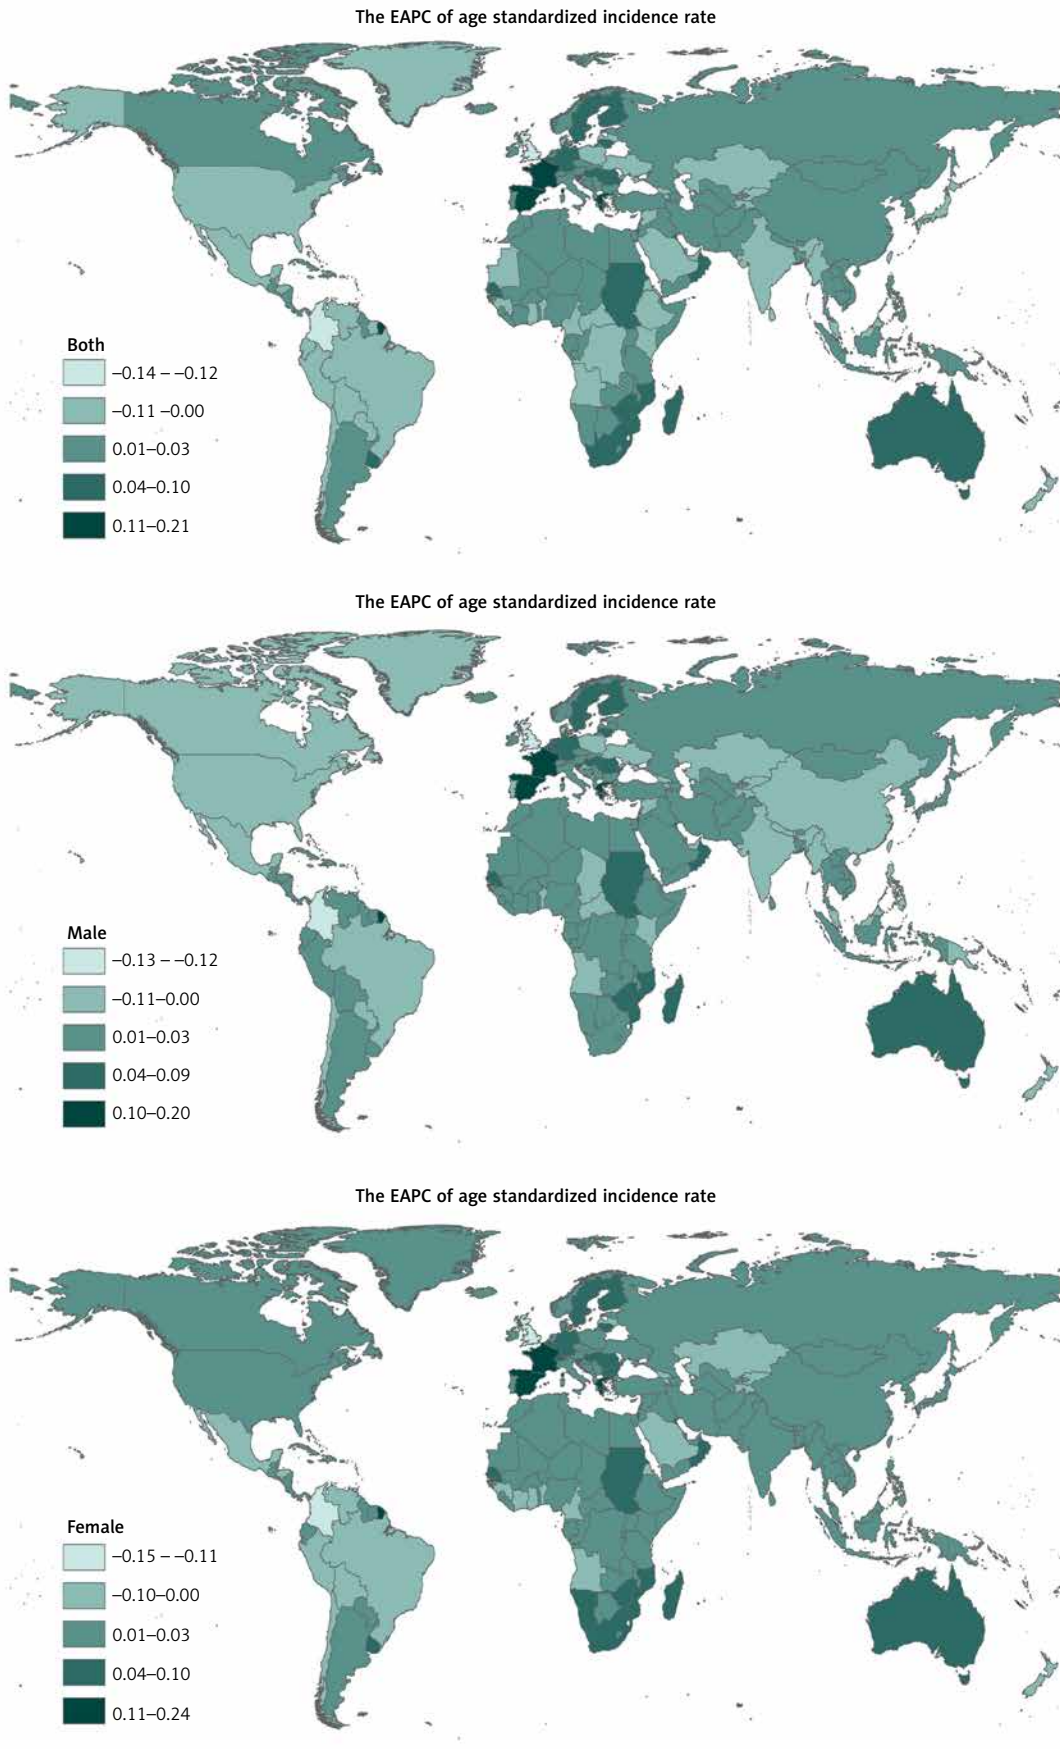 The EAPC of age standardized incidence rate
Both
–0.14 – –0.12
–0.11 –0.00
0.01–0.03
0.04–0.10
0.11–0.21
The EAPC of age standardized incidence rate
Male
–0.13 – –0.12
–0.11–0.00
0.01–0.03
0.04–0.09
0.10–0.20
The EAPC of age standardized incidence rate
Female
–0.15 – –0.11
–0.10–0.00
0.01–0.03
0.04–0.10
0.11–0.24